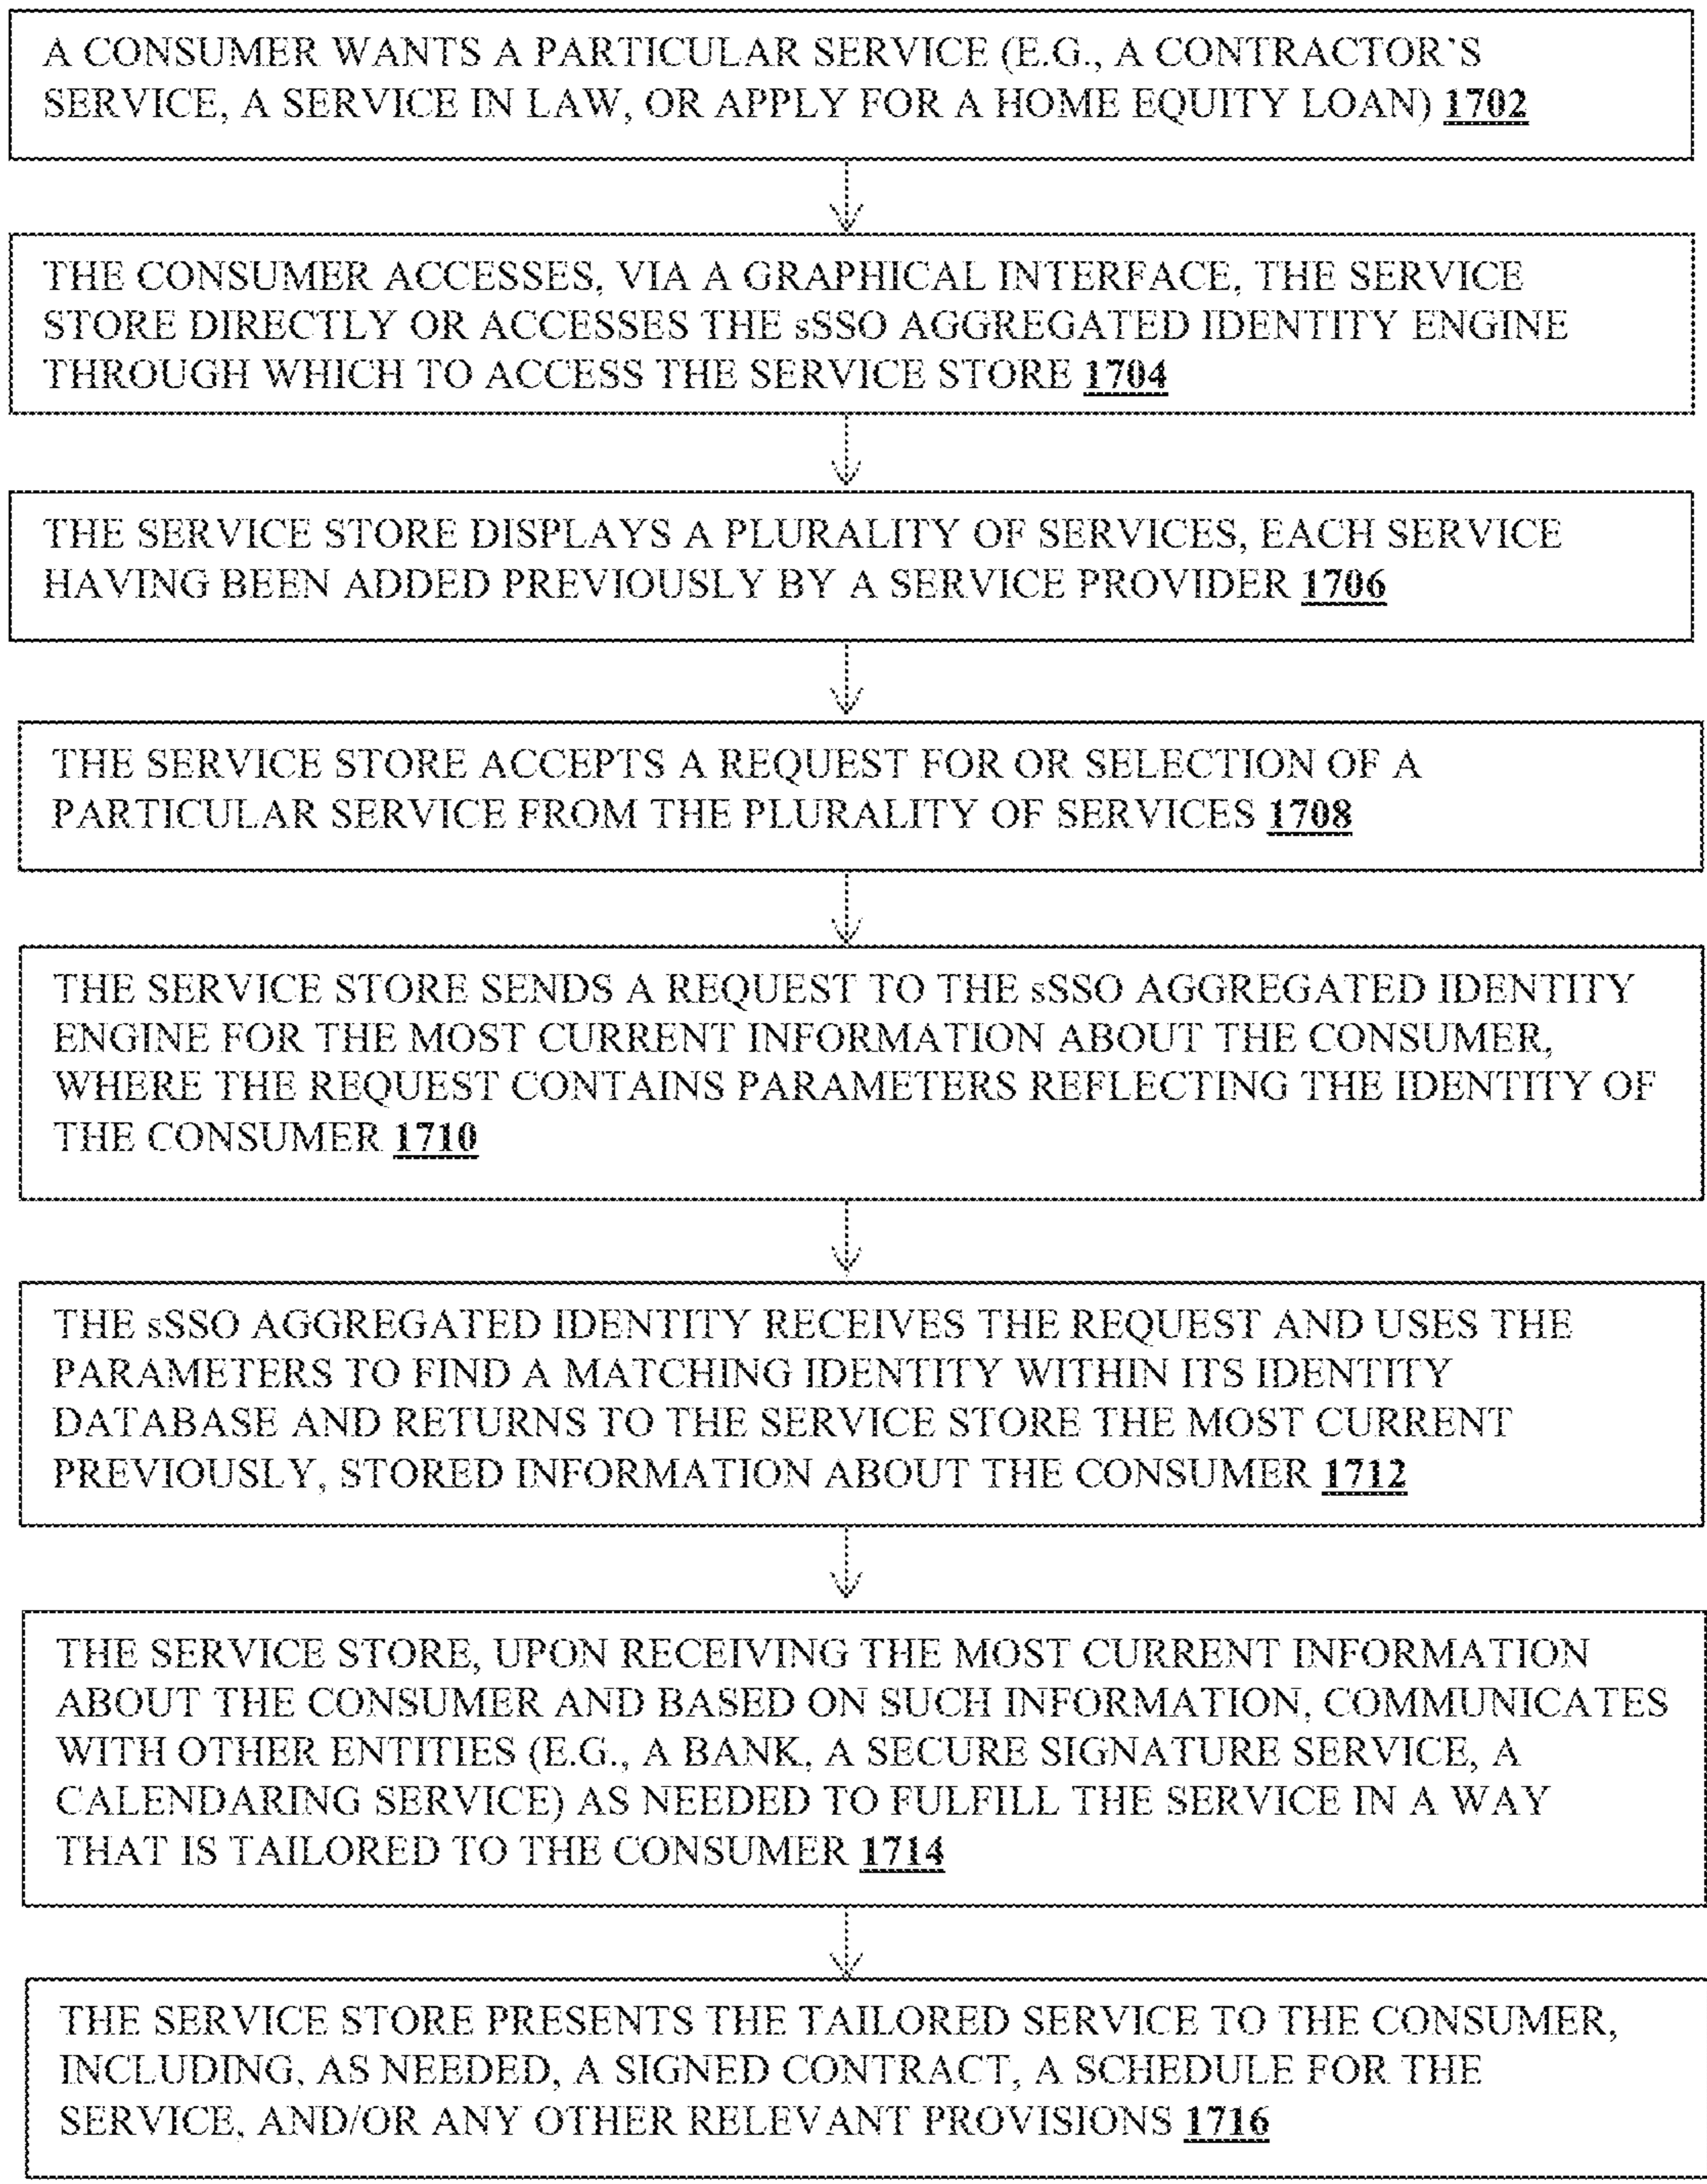 A CONSUMER WANTS A PARTICULAR SERVICE (E.G., A CONTRACTOR'S
SERVICE, A SERVICE IN LAW, OR APPLY FOR A HOME EQUITY LOAN) 1702
THE CONSUMER ACCESSES, VIA A GRAPHICAL INTERFACE, THE SERVICE
STORE DIRECTLY OR ACCESSES THE sSSO AGGREGATED IDENTITY ENGINE
THROUGH WHICH TO ACCESS THE SERVICE STORE 1704
THE SERVICE STORE DISPLAYS A PLURALITY OF SERVICES, EACH SERVICE
HAVING BEEN ADDED PREVIOUSLY BY A SERVICE PROVIDER 1706
THE SERVICE STORE ACCEPTS A REQUEST FOR OR SELECTION OF A
PARTICULAR SERVICE FROM THE PLURALITY OF SERVICES 1708
THE SERVICE STORE SENDS A REQUEST TO THE sSSO AGGREGATED IDENTITY
ENGINE FOR THE MOST CURRENT INFORMATION ABOUT THE CONSUMER,
WHERE THE REQUEST CONTAINS PARAMETERS REFLECTING THE IDENTITY OF
THE CONSUMER 1710
THE sSSO AGGREGATED IDENTITY RECEIVES THE REQUEST AND USES THE
PARAMETERS TO FIND A MATCHING IDENTITY WITHIN ITS IDENTITY
DATABASE AND RETURNS TO THE SERVICE STORE THE MOST CURRENT
PREVIOUSLY, STORED INFORMATION ABOUT THE CONSUMER 1712
THE SERVICE STORE, UPON RECEIVING THE MOST CURRENT INFORMATION
ABOUT THE CONSUMER AND BASED ON SUCH INFORMATION, COMMUNICATES
WITH OTHER ENTITIES (E.G., A BANK, A SECURE SIGNATURE SERVICE, A
CALENDARING SERVICE) AS NEEDED TO FULFILL THE SERVICE IN A WAY
THAT IS TAILORED TO THE CONSUMER 1714
THE SERVICE STORE PRESENTS THE TAILORED SERVICE TO THE CONSUMER,
INCLUDING, AS NEEDED, A SIGNED CONTRACT, A SCHEDULE FOR THE
SERVICE, AND/OR ANY OTHER RELEVANT PROVISIONS 1716